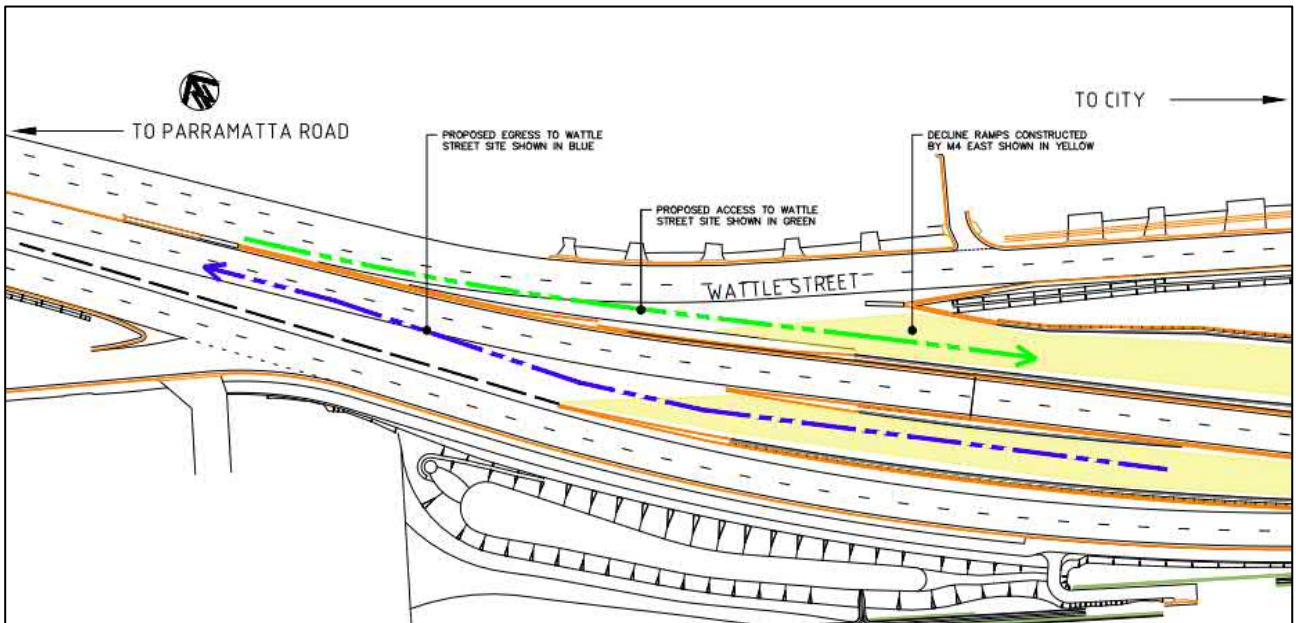 TO CITY
TO PARRAMATTA ROAD
PROPOSED EGRESS TO WATTLE
STREET SITE SHOWN IN BLUE
DECLINE RAMPS CONSTRUCTED
BY M4 EAST SHOWN IN YELLOW
PROPOSED ACCESS TO WATTLE
STREET SITE SHOWN IN GREEN
WATTLE STREET